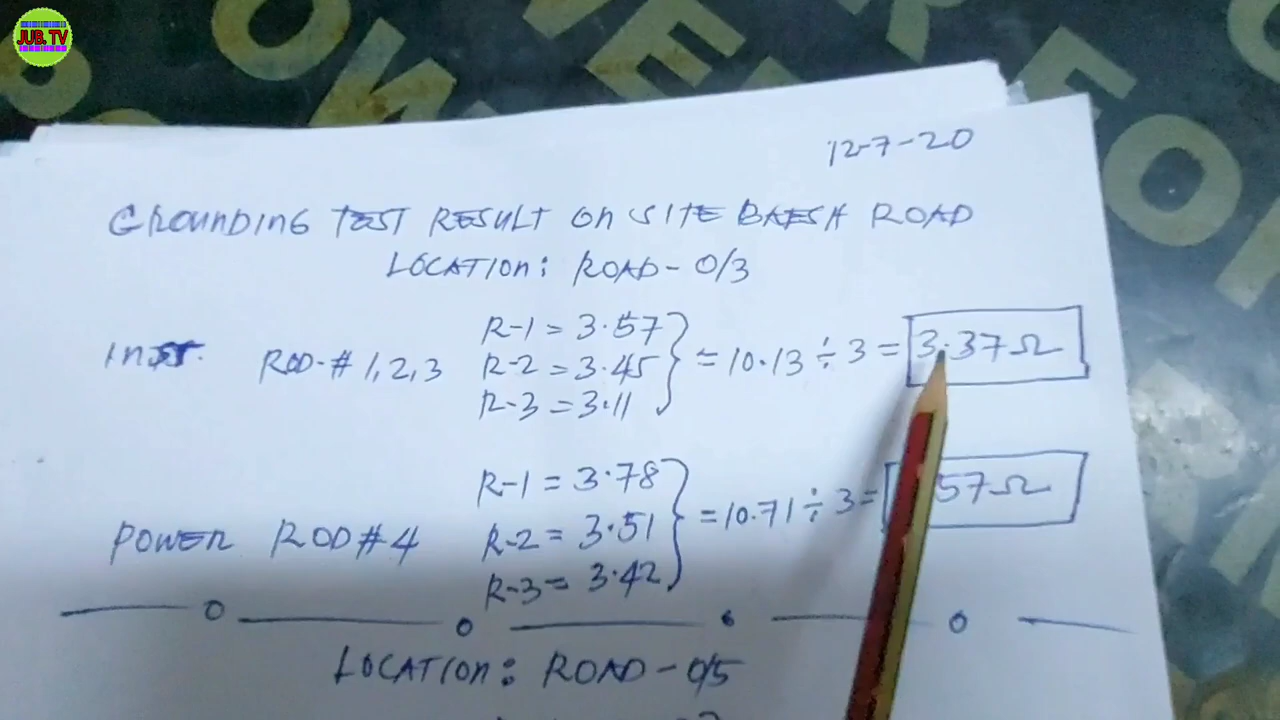 JUB.TV
12-7-20
GROUNDING TEST RESULT ON SITE BAESH ROAD
LOCATION: ROAD-0/3
INST. ROD-# 1,2,3
R-1 = 3.57
R-2 = 3.45
R-3 = 3.11
= 10.13 ÷ 3 = 3.37Ω
POWER ROD #4
R-1 = 3.78
R-2 = 3.51
R-3 = 3.42
= 10.71 ÷ 3 = 57Ω
LOCATION: ROAD-0/5